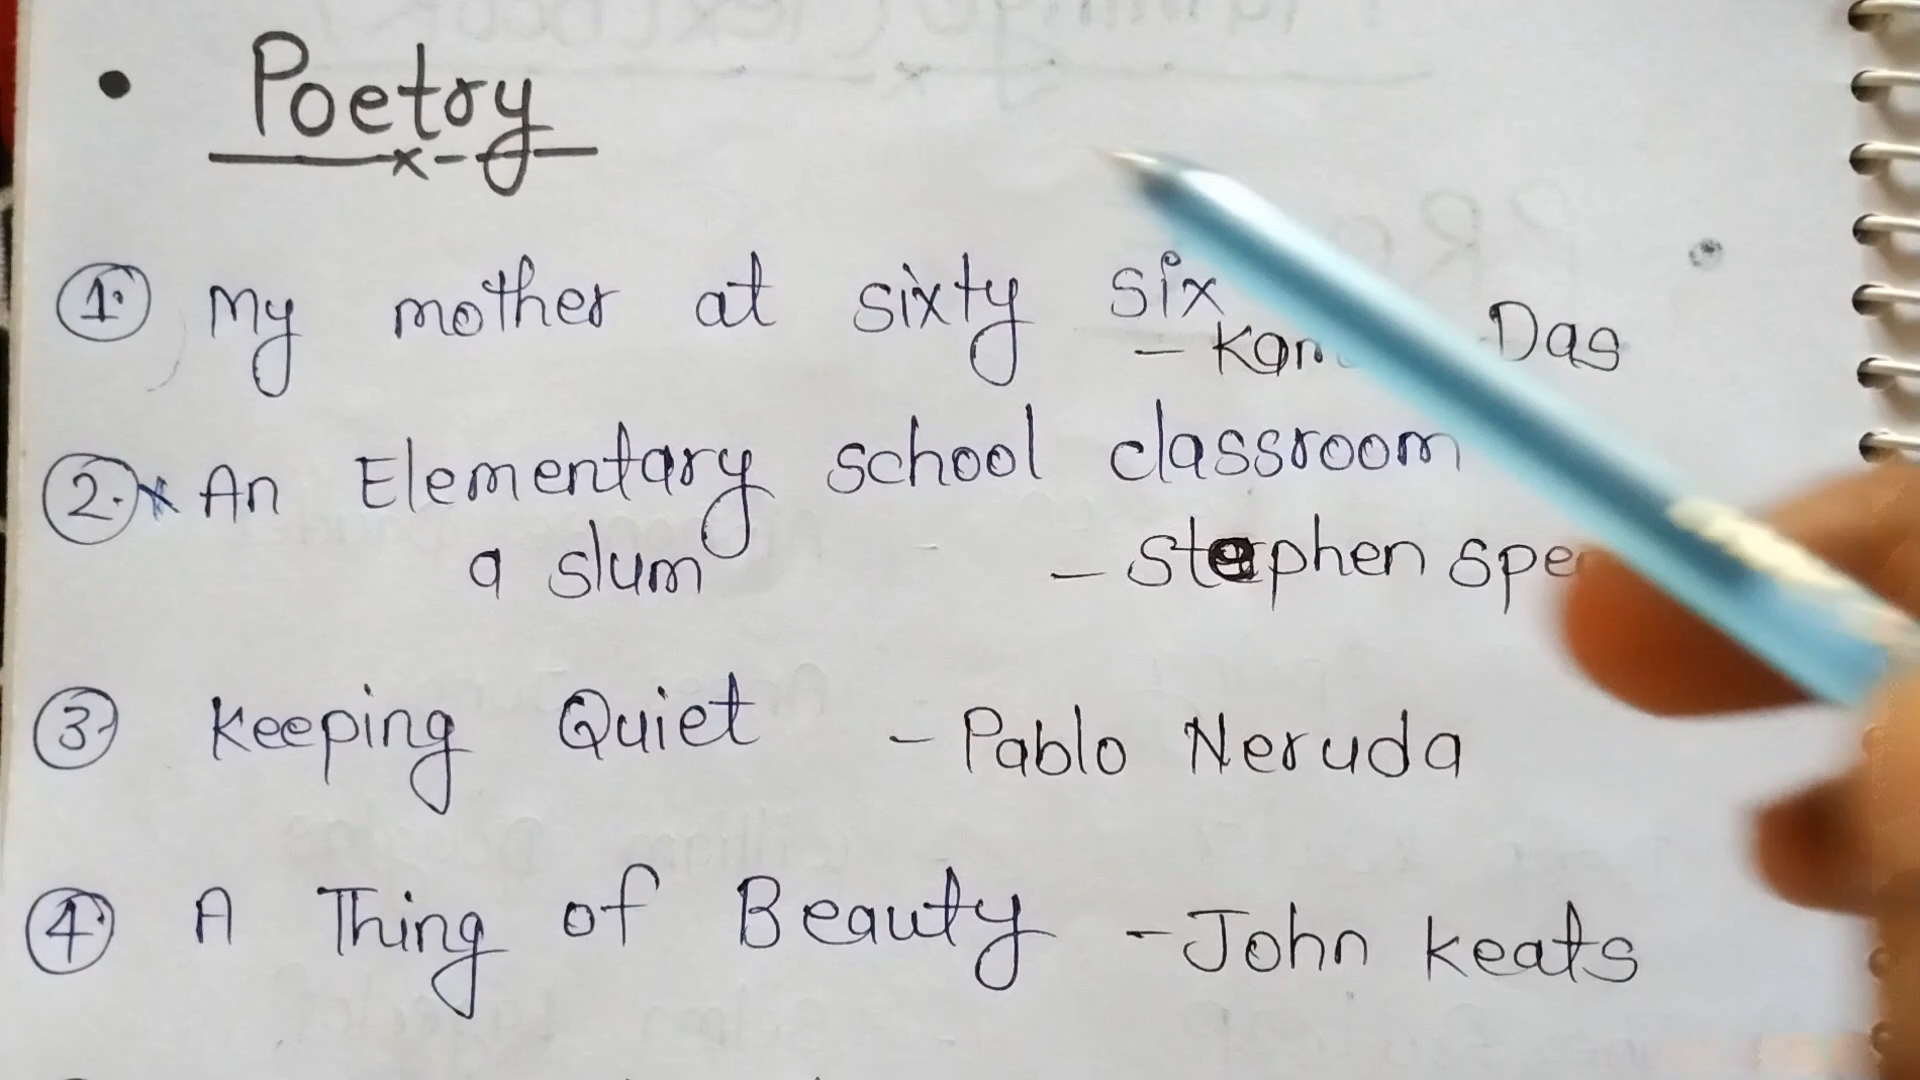 • Poetry
1. My mother at sixty six
- Das
2. An Elementary school classroom
a slum - Stephen
3 Keeping Quiet - Pablo Neruda
4. A Thing of Beauty - John Keats